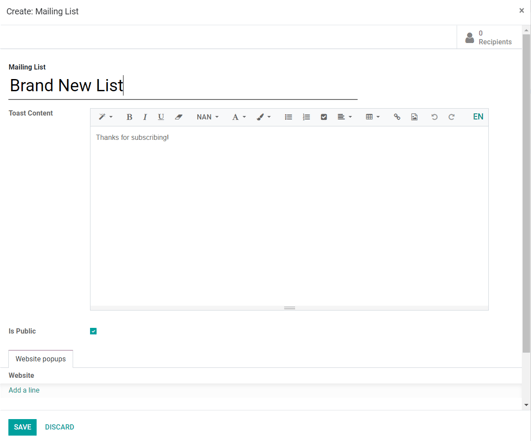 Create: Mailing List
×
0
Recipients
Mailing List
Brand New List
Toast Content
B I U NAN A EN
Thanks for subscribing!
Is Public
Website popups
Website
Add a line
SAVE DISCARD